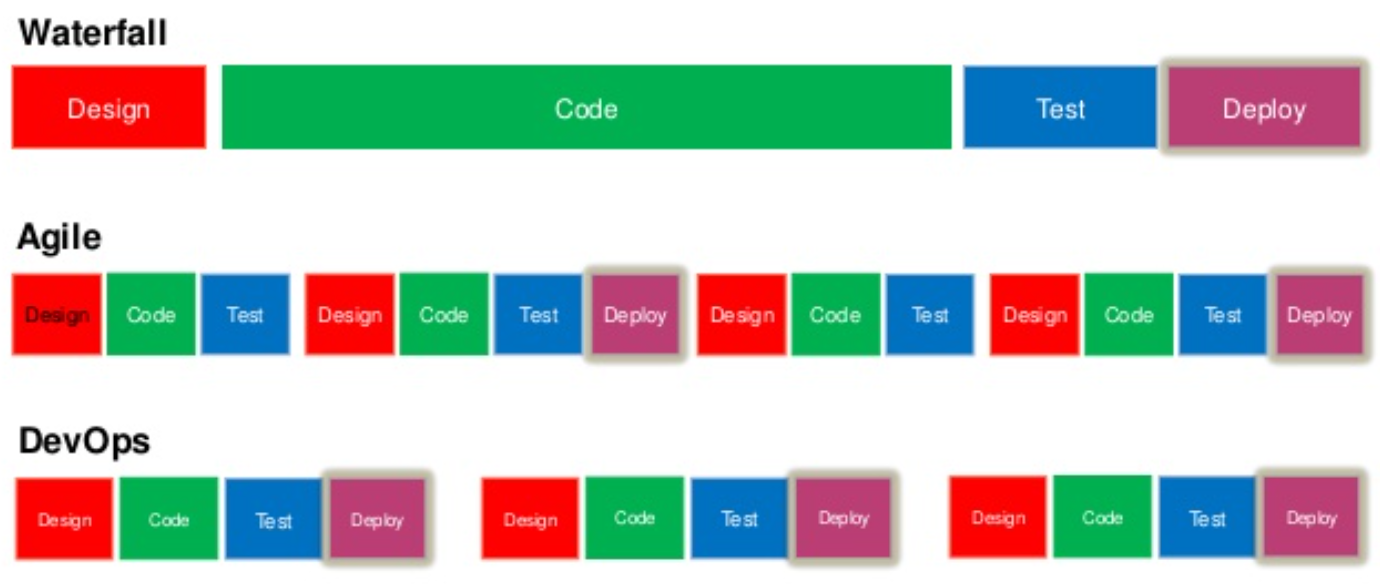 Waterfall
Design Code Test Deploy
Agile
Design Code Test Design Code Test Deploy Design Code Test Design Code Test Deploy
DevOps
Design Code Test Deploy Design Code Test Deploy Design Code Test Deploy